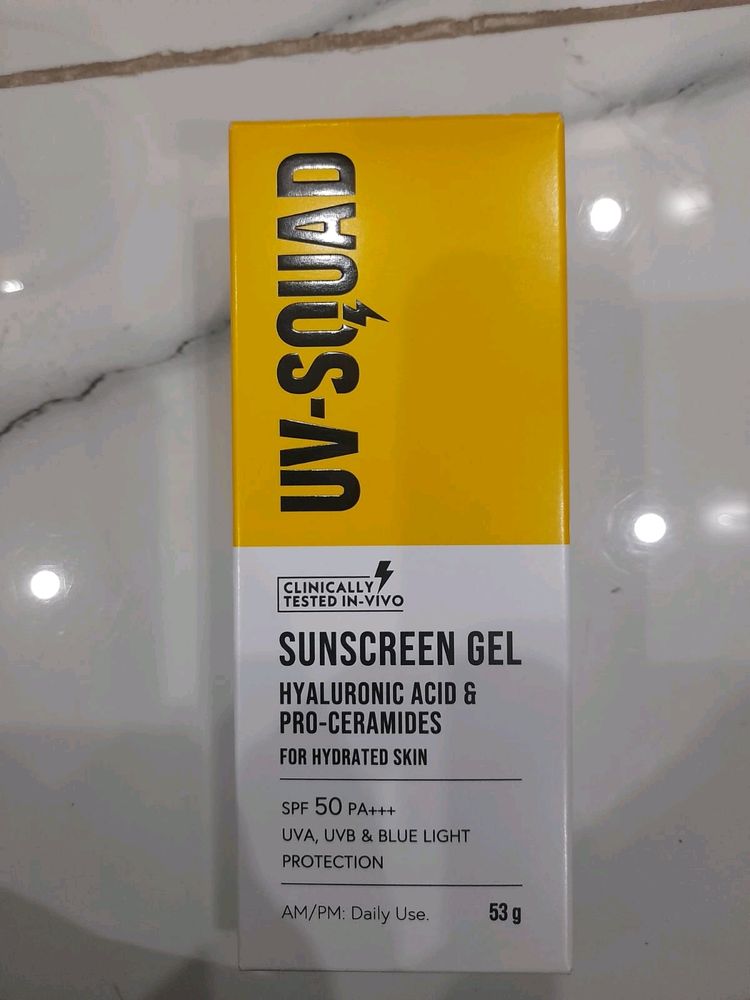 UV-SQUAD
CLINICALLY
TESTED IN-VIVO
SUNSCREEN GEL
HYALURONIC ACID &
PRO-CERAMIDES
FOR HYDRATED SKIN
SPF 50 PA+++
UVA, UVB & BLUE LIGHT
PROTECTION
AM/PM: Daily Use. 53 g